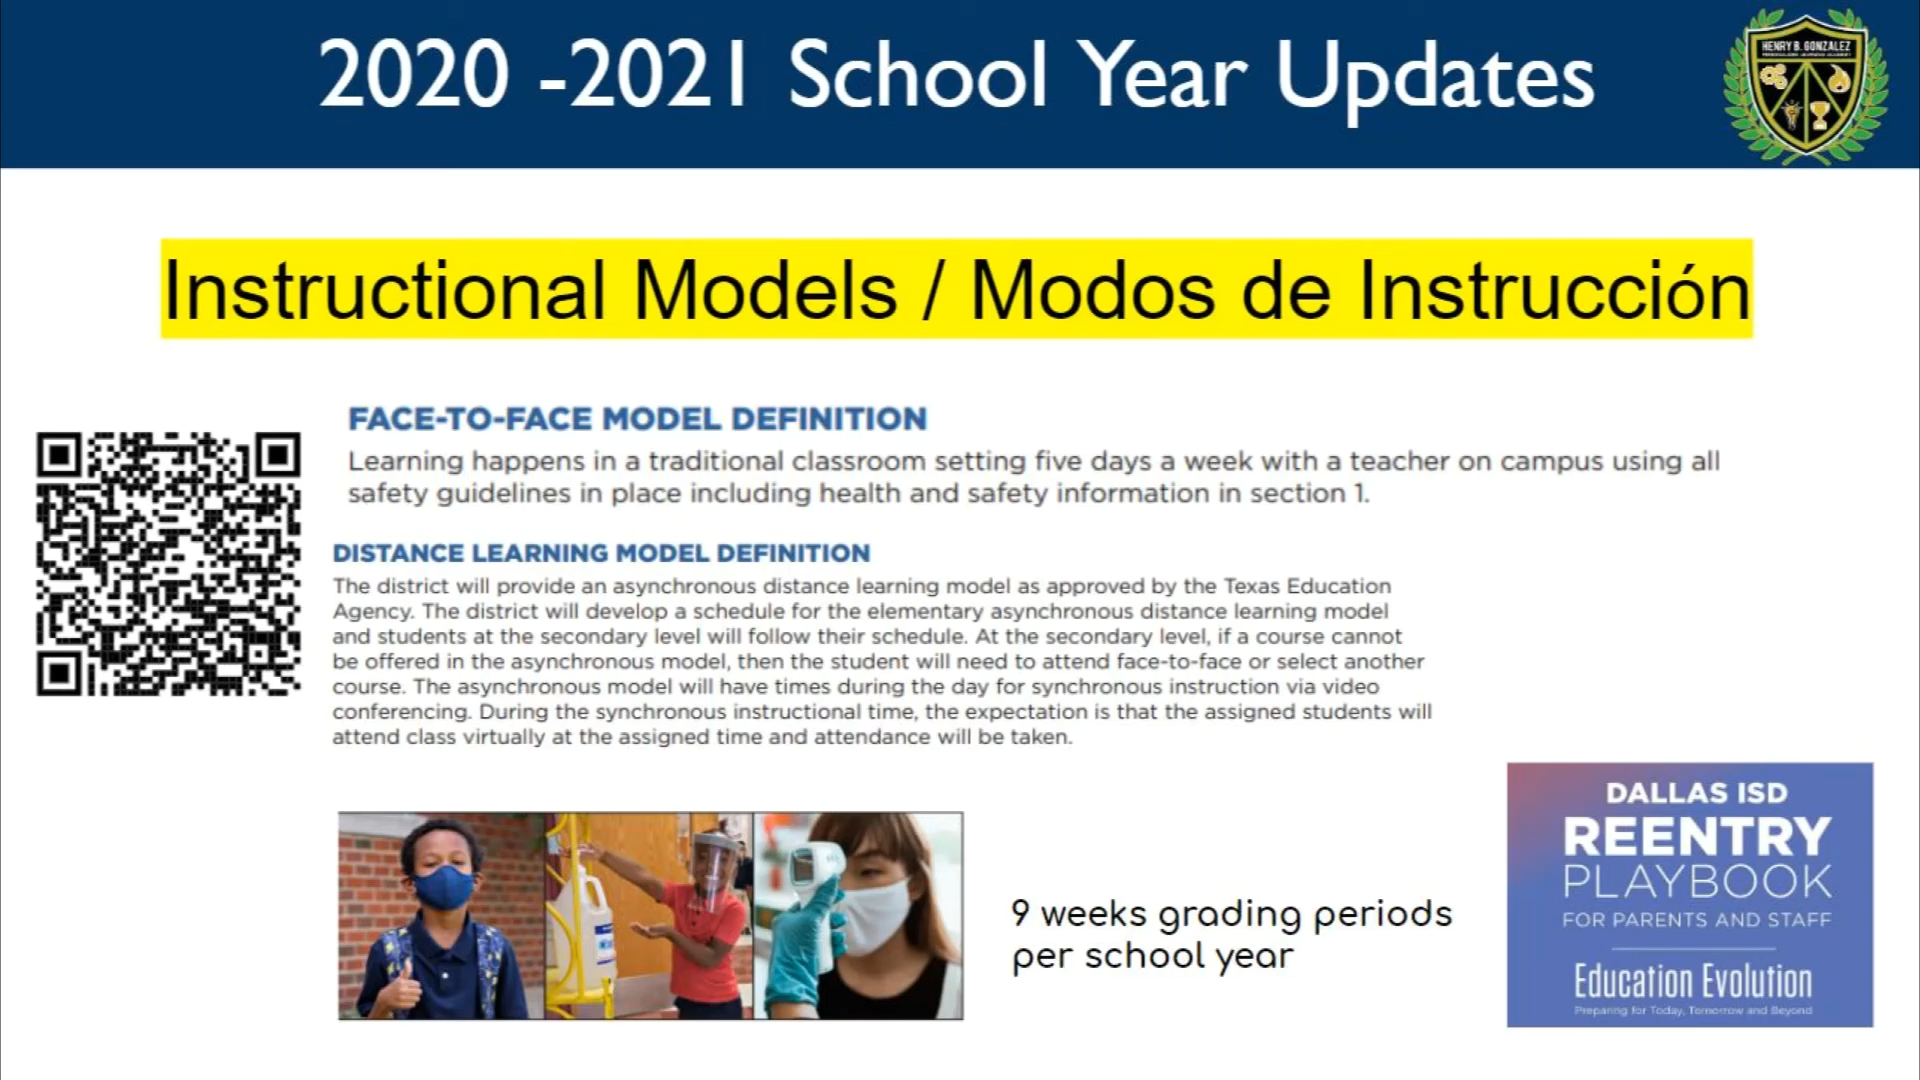 2020 -2021 School Year Updates
HENRY B. GONZALEZ
Instructional Models / Modos de Instrucción
FACE-TO-FACE MODEL DEFINITION
Learning happens in a traditional classroom setting five days a week with a teacher on campus using all
safety guidelines in place including health and safety information in section 1.
DISTANCE LEARNING MODEL DEFINITION
The district will provide an asynchronous distance learning model as approved by the Texas Education
Agency. The district will develop a schedule for the elementary asynchronous distance learning model
and students at the secondary level will follow their schedule. At the secondary level, if a course cannot
be offered in the asynchronous model, then the student will need to attend face-to-face or select another
course. The asynchronous model will have times during the day for synchronous instruction via video
conferencing. During the synchronous instructional time, the expectation is that the assigned students will
attend class virtually at the assigned time and attendance will be taken.
9 weeks grading periods
per school year
DALLAS ISD
REENTRY
PLAYBOOK
FOR PARENTS AND STAFF
Education Evolution
Preparing for Today, Tomorrow and Beyond